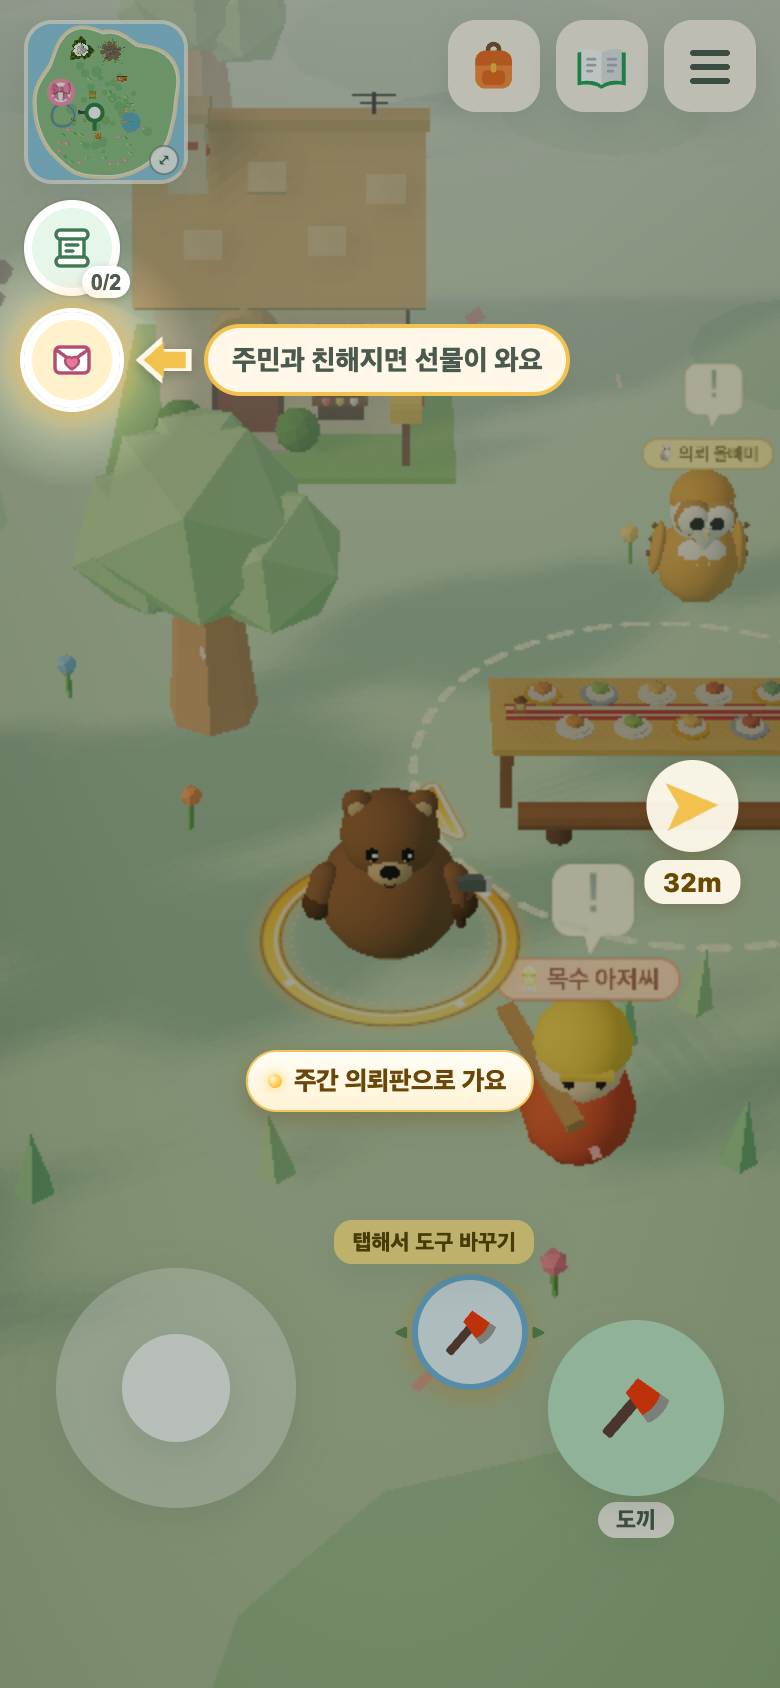 0/2
주민과 친해지면 선물이 와요
!
의뢰 올빼미
32m
!
목수 아저씨
주간 의뢰판으로 가요
탭해서 도구 바꾸기
도끼